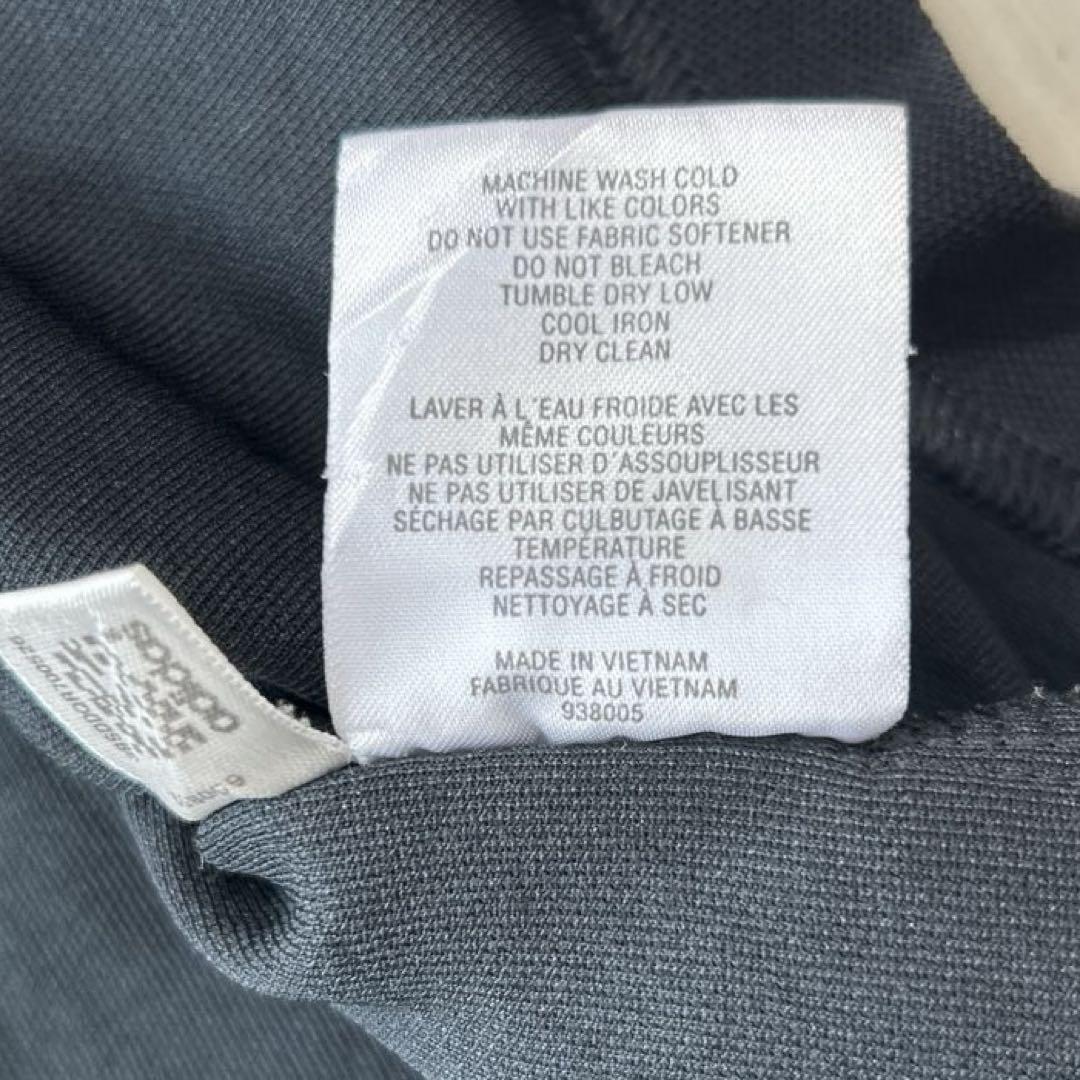 MACHINE WASH COLD
WITH LIKE COLORS
DO NOT USE FABRIC SOFTENER
DO NOT BLEACH
TUMBLE DRY LOW
COOL IRON
DRY CLEAN
LAVER À L'EAU FROIDE AVEC LES
MÊME COULEURS
NE PAS UTILISER D'ASSOUPLISSEUR
NE PAS UTILISER DE JAVELISANT
SÉCHAGE PAR CULBUTAGE À BASSE
TEMPÉRATURE
REPASSAGE À FROID
NETTOYAGE À SEC
MADE IN VIETNAM
FABRIQUE AU VIETNAM
938005
adidas